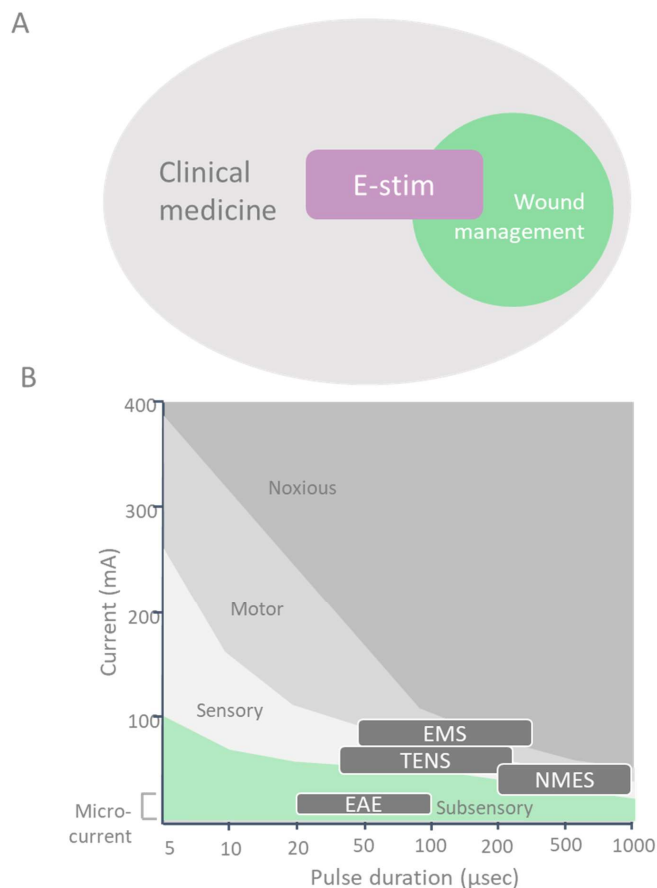 A
Clinical
medicine
E-stim
Wound
management
B
400
300
200
100
Current (mA)
Noxious
Motor
Sensory
EMS
TENS
NMES
EAE
Subsensory
Micro-
current
5 10 20 50 100 200 500 1000
Pulse duration (μsec)